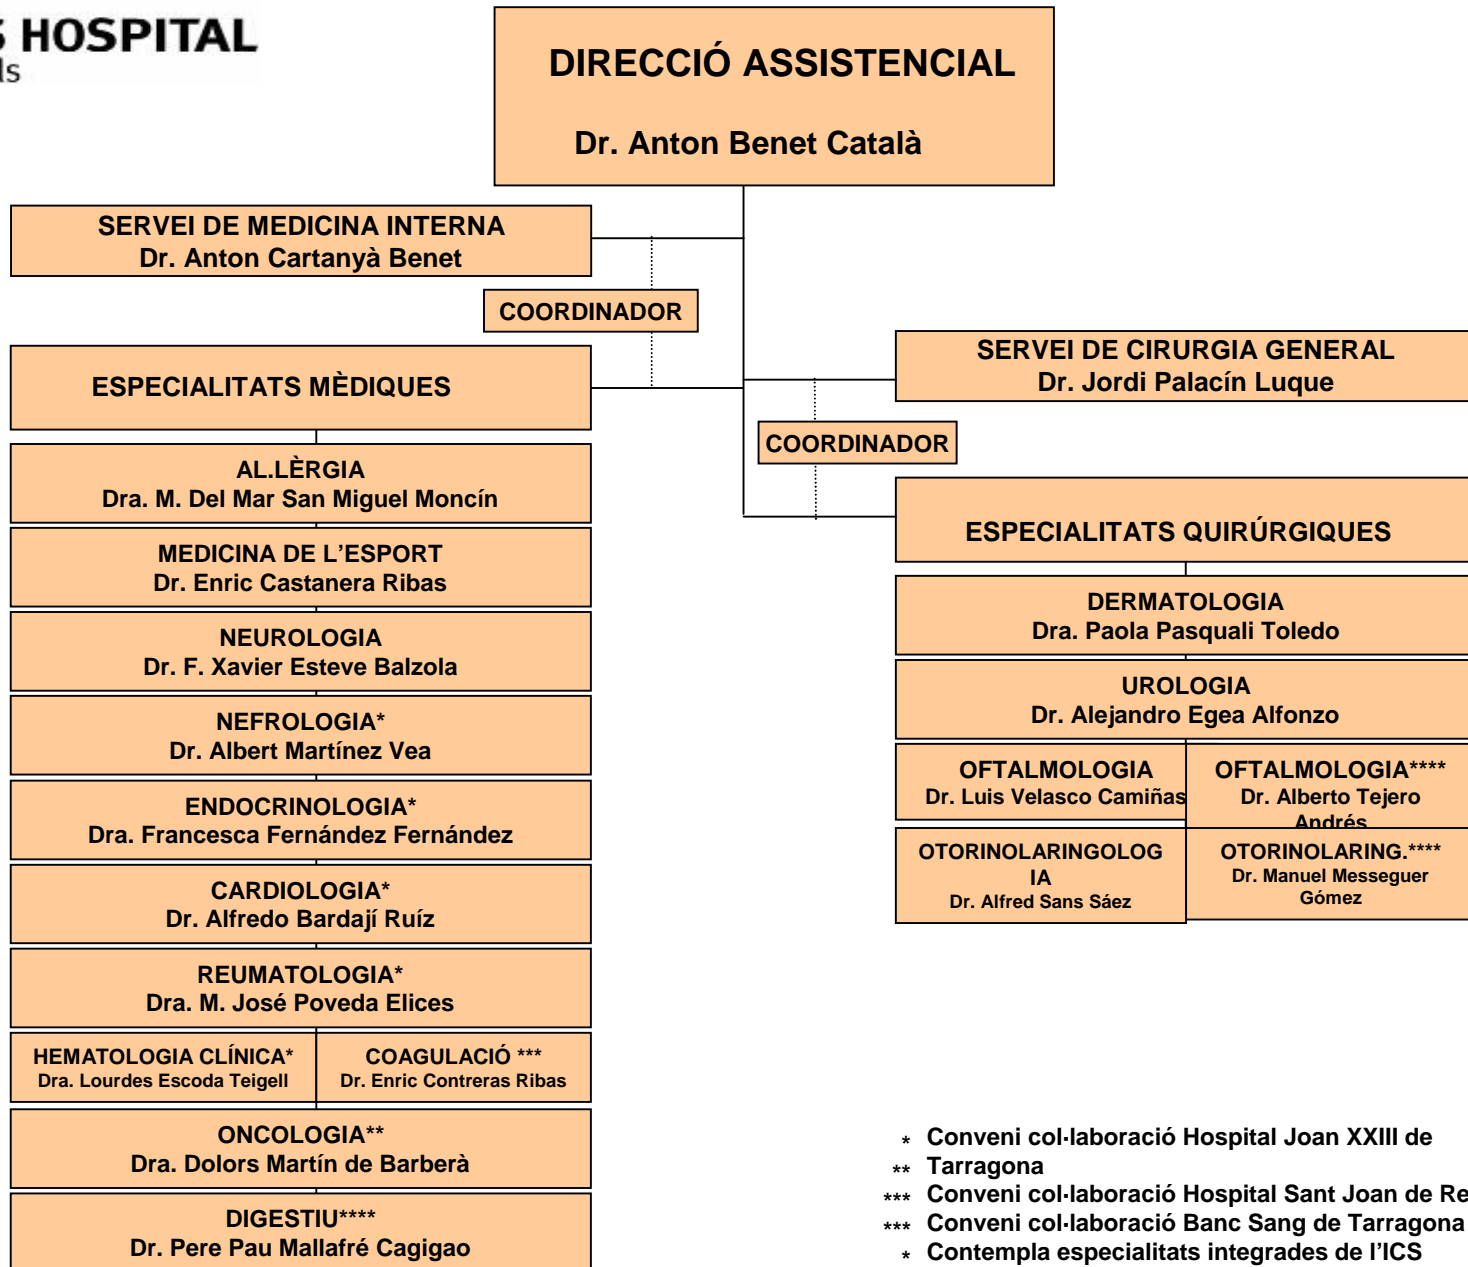 HOSPITAL
DIRECCIÓ ASSISTENCIAL
Dr. Anton Benet Català
SERVEI DE MEDICINA INTERNA
Dr. Anton Cartanyà Benet
COORDINADOR
ESPECIALITATS MÈDIQUES
AL.LÈRGIA
Dra. M. Del Mar San Miguel Moncín
MEDICINA DE L'ESPORT
Dr. Enric Castanera Ribas
NEUROLOGIA
Dr. F. Xavier Esteve Balzola
NEFROLOGIA*
Dr. Albert Martínez Vea
ENDOCRINOLOGIA*
Dra. Francesca Fernández Fernández
CARDIOLOGIA*
Dr. Alfredo Bardají Ruíz
REUMATOLOGIA*
Dra. M. José Poveda Elices
HEMATOLOGIA CLÍNICA*
Dra. Lourdes Escoda Teigell
COAGULACIÓ ***
Dr. Enric Contreras Ribas
ONCOLOGIA**
Dra. Dolors Martín de Barberà
DIGESTIU****
Dr. Pere Pau Mallafré Cagigao
SERVEI DE CIRURGIA GENERAL
Dr. Jordi Palacín Luque
COORDINADOR
ESPECIALITATS QUIRÚRGIQUES
DERMATOLOGIA
Dra. Paola Pasquali Toledo
UROLOGIA
Dr. Alejandro Egea Alfonzo
OFTALMOLOGIA
Dr. Luis Velasco Camiñas
OFTALMOLOGIA****
Dr. Alberto Tejero
Andrés
OTORINOLARINGOLOG
IA
Dr. Alfred Sans Sáez
OTORINOLARING.****
Dr. Manuel Messeguer
Gómez
* Conveni col·laboració Hospital Joan XXIII de
** Tarragona
*** Conveni col·laboració Hospital Sant Joan de Re
*** Conveni col·laboració Banc Sang de Tarragona
* Contempla especialitats integrades de l'ICS